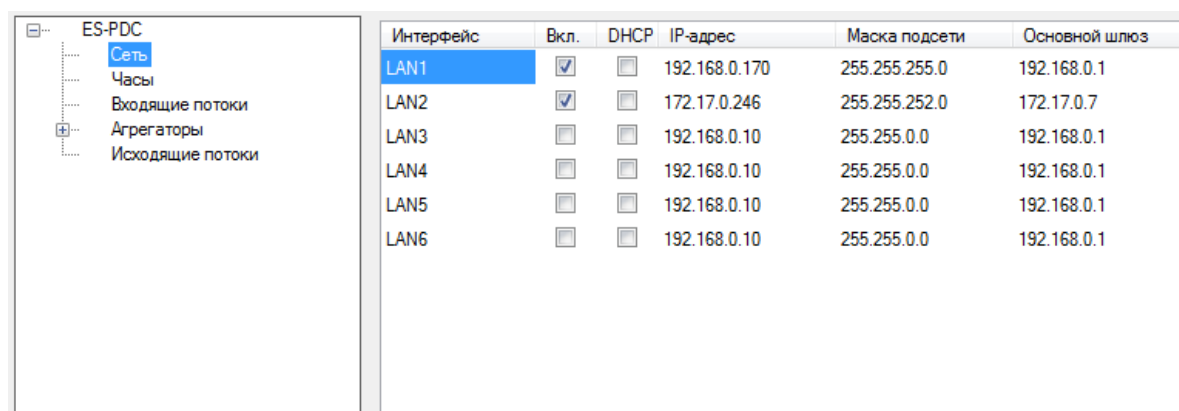 ES-PDC
Сеть
Часы
Входящие потоки
Агрегаторы
Исходящие потоки
Интерфейс Вкл. DHCP IP-адрес Маска подсети Основной шлюз
LAN1 192.168.0.170 255.255.255.0 192.168.0.1
LAN2 172.17.0.246 255.255.252.0 172.17.0.7
LAN3 192.168.0.10 255.255.0.0 192.168.0.1
LAN4 192.168.0.10 255.255.0.0 192.168.0.1
LAN5 192.168.0.10 255.255.0.0 192.168.0.1
LAN6 192.168.0.10 255.255.0.0 192.168.0.1